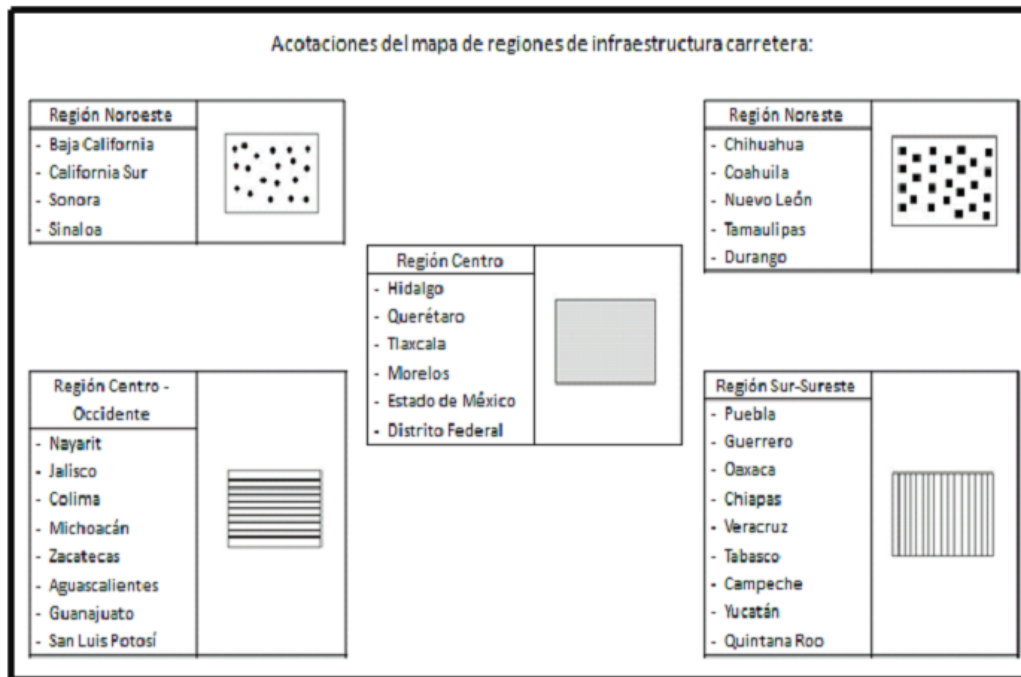 Acotaciones del mapa de regiones de infraestructura carretera:
Región Noroeste
- Baja California
- California Sur
- Sonora
- Sinaloa
Región Noreste
- Chihuahua
- Coahuila
- Nuevo León
- Tamaulipas
- Durango
Región Centro
- Hidalgo
- Querétaro
- Tlaxcala
- Morelos
- Estado de México
- Distrito Federal
Región Centro -
Occidente
- Nayarit
- Jalisco
- Colima
- Michoacán
- Zacatecas
- Aguascalientes
- Guanajuato
- San Luis Potosí
Región Sur-Sureste
- Puebla
- Guerrero
- Oaxaca
- Chiapas
- Veracruz
- Tabasco
- Campeche
- Yucatán
- Quintana Roo